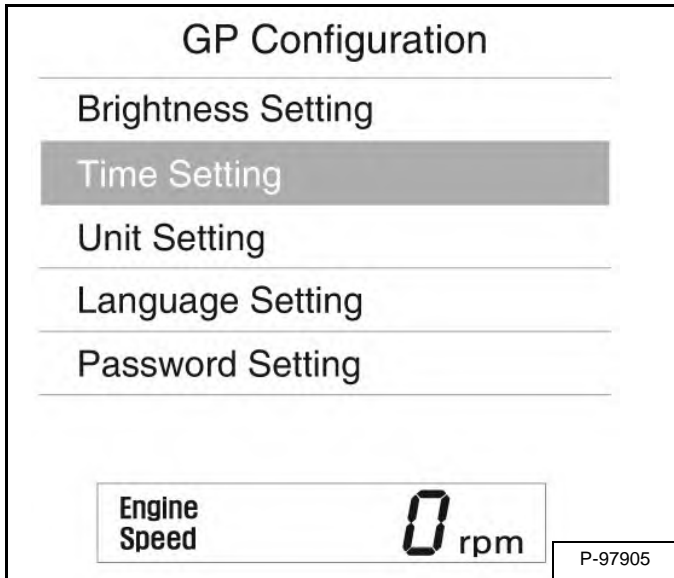 GP Configuration
Brightness Setting
Time Setting
Unit Setting
Language Setting
Password Setting
Engine
Speed
0 rpm
P-97905